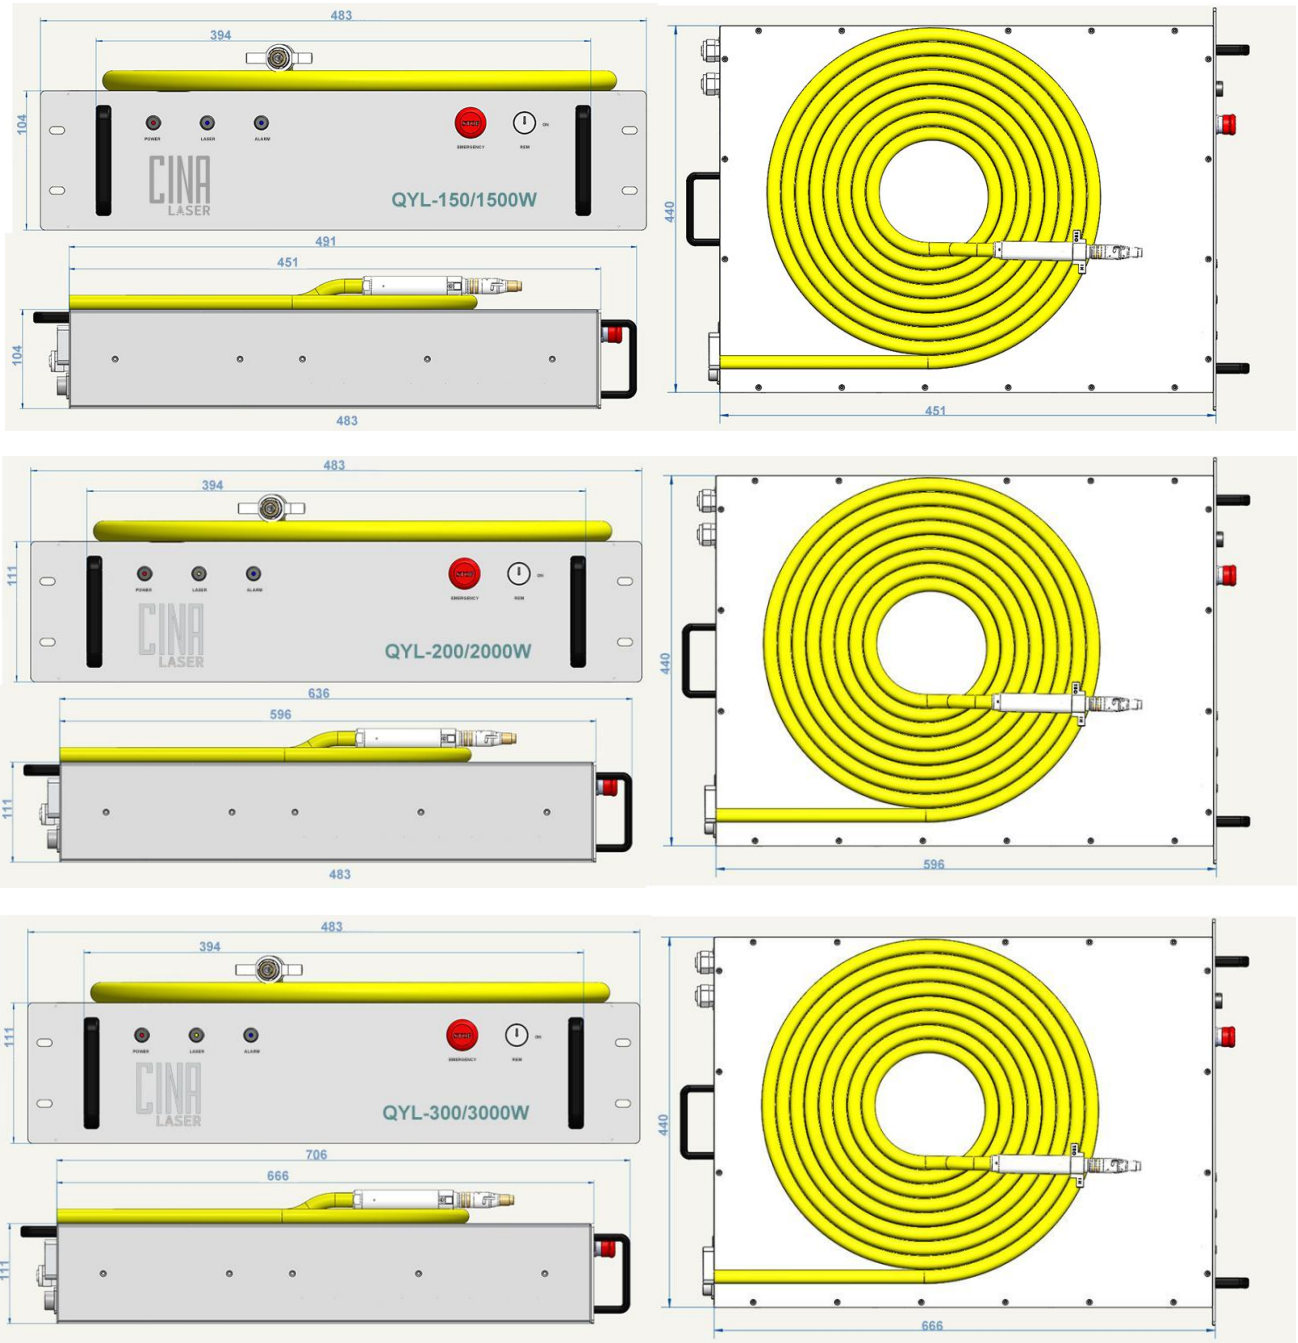 483
394
104
POWER LASER ALARM
EMERGENCY
REM
ON
CINA
LASER
QYL-150/1500W
491
451
104
483
440
451
483
394
111
POWER LASER ALARM
EMERGENCY
REM
ON
CINA
LASER
QYL-200/2000W
636
596
111
483
440
596
483
394
111
POWER LASER ALARM
EMERGENCY
REM
ON
CINA
LASER
QYL-300/3000W
706
666
111
440
666